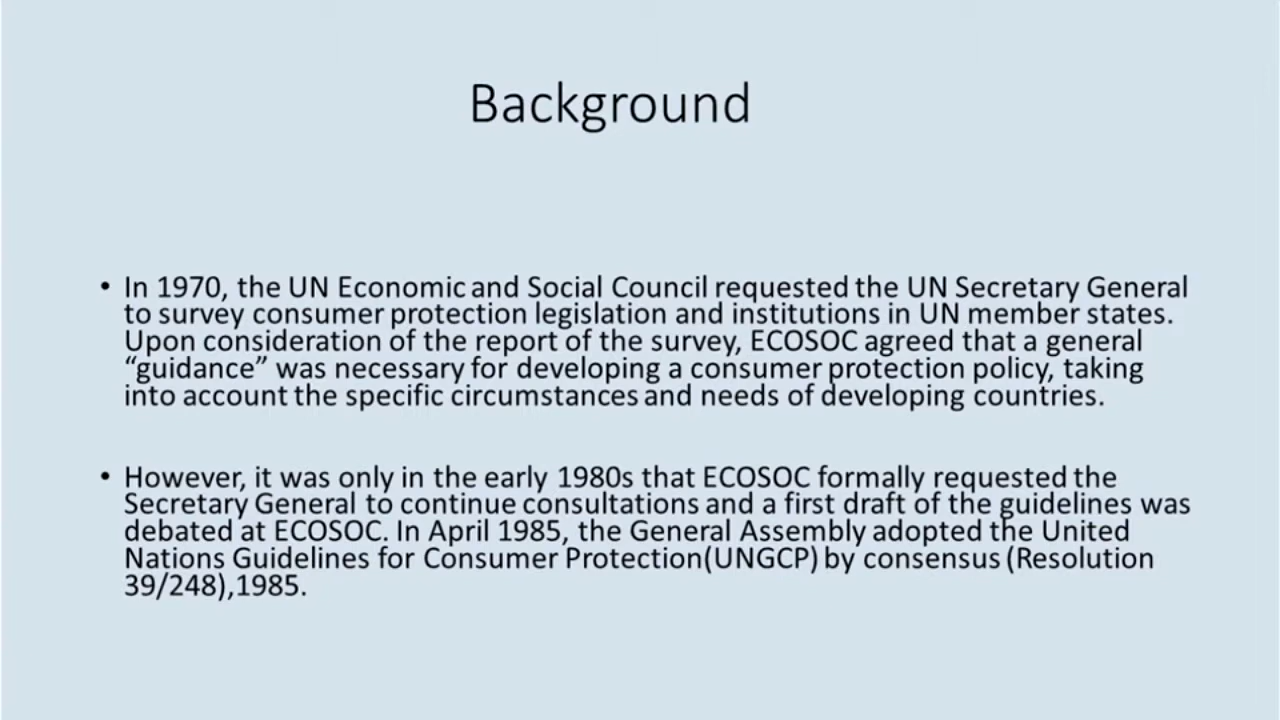 Background
• In 1970, the UN Economic and Social Council requested the UN Secretary General
to survey consumer protection legislation and institutions in UN member states.
Upon consideration of the report of the survey, ECOSOC agreed that a general
“guidance” was necessary for developing a consumer protection policy, taking
into account the specific circumstances and needs of developing countries.
• However, it was only in the early 1980s that ECOSOC formally requested the
Secretary General to continue consultations and a first draft of the guidelines was
debated at ECOSOC. In April 1985, the General Assembly adopted the United
Nations Guidelines for Consumer Protection(UNGCP) by consensus (Resolution
39/248),1985.